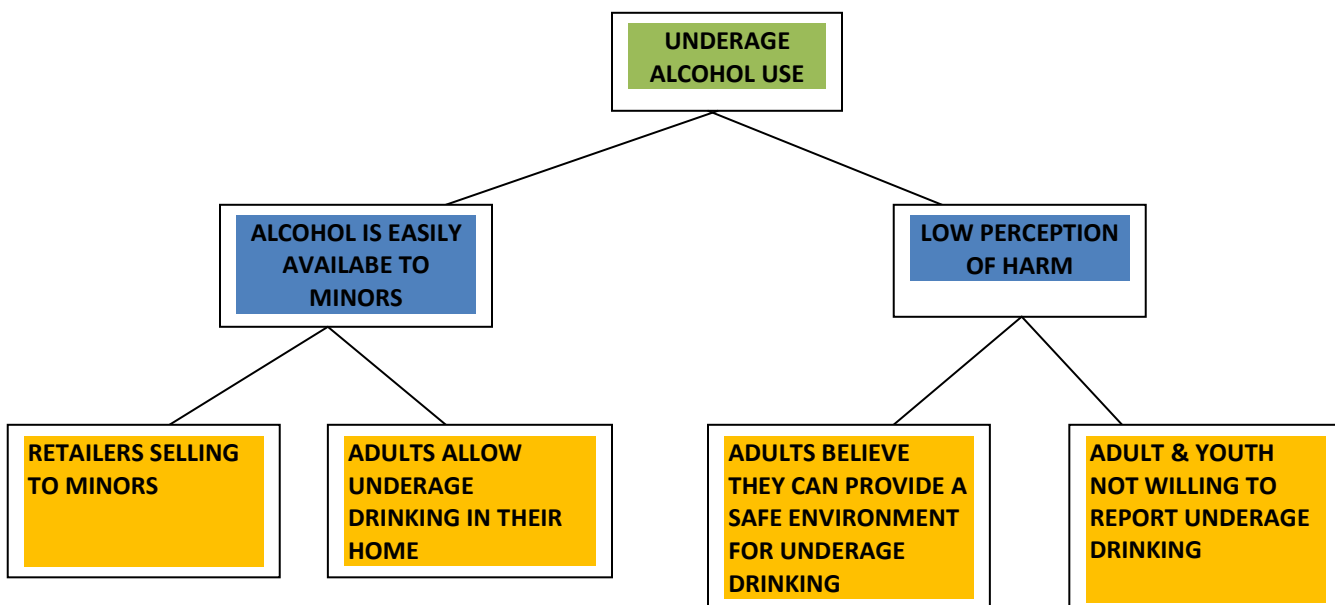 UNDERAGE
ALCOHOL USE
ALCOHOL IS EASILY
AVAILABE TO
MINORS
LOW PERCEPTION
OF HARM
RETAILERS SELLING
TO MINORS
ADULTS ALLOW
UNDERAGE
DRINKING IN THEIR
HOME
ADULTS BELIEVE
THEY CAN PROVIDE A
SAFE ENVIRONMENT
FOR UNDERAGE
DRINKING
ADULT & YOUTH
NOT WILLING TO
REPORT UNDERAGE
DRINKING